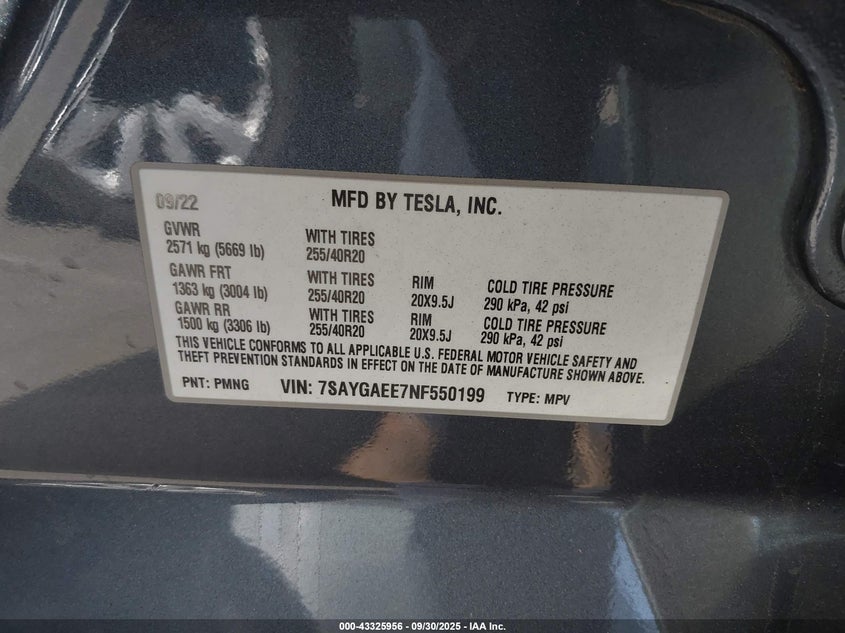 09/22
MFD BY TESLA, INC.
GVWR
2571 kg (5669 lb)
WITH TIRES
255/40R20
GAWR FRT
1363 kg (3004 lb)
WITH TIRES
255/40R20
RIM
20X9.5J
COLD TIRE PRESSURE
290 kPa, 42 psi
GAWR RR
1500 kg (3306 lb)
WITH TIRES
255/40R20
RIM
20X9.5J
COLD TIRE PRESSURE
290 kPa, 42 psi
THIS VEHICLE CONFORMS TO ALL APPLICABLE U.S. FEDERAL MOTOR VEHICLE SAFETY AND
THEFT PREVENTION STANDARDS IN EFFECT ON THE DATE OF MANUFACTURE SHOWN ABOVE.
PNT: PMNG
VIN: 7SAYGAEE7NF550199
TYPE: MPV
000-43325956 - 09/30/2025 - IAA Inc.